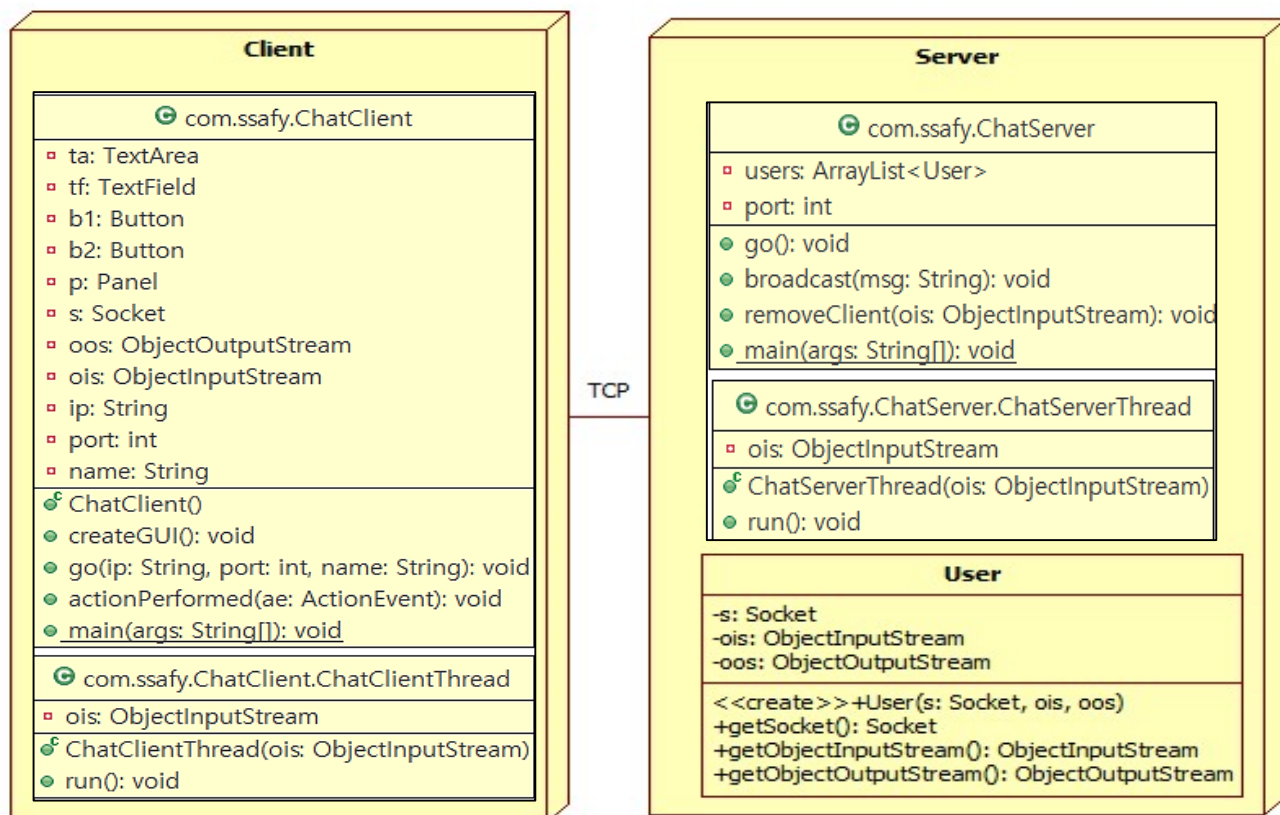 Client
com.ssafy.ChatClient
ta: TextArea
tf: TextField
b1: Button
b2: Button
p: Panel
s: Socket
oos: ObjectOutputStream
ois: ObjectInputStream
ip: String
port: int
name: String
ChatClient()
createGUI(): void
go(ip: String, port: int, name: String): void
actionPerformed(ae: ActionEvent): void
main(args: String[]): void
com.ssafy.ChatClient.ChatClientThread
ois: ObjectInputStream
ChatClientThread(ois: ObjectInputStream)
run(): void
TCP
Server
com.ssafy.ChatServer
users: ArrayList<User>
port: int
go(): void
broadcast(msg: String): void
removeClient(ois: ObjectInputStream): void
main(args: String[]): void
com.ssafy.ChatServer.ChatServerThread
ois: ObjectInputStream
ChatServerThread(ois: ObjectInputStream)
run(): void
User
-s: Socket
-ois: ObjectInputStream
-oos: ObjectOutputStream
<<create>>+User(s: Socket, ois, oos)
+getSocket(): Socket
+getObjectInputStream(): ObjectInputStream
+getObjectOutputStream(): ObjectOutputStream